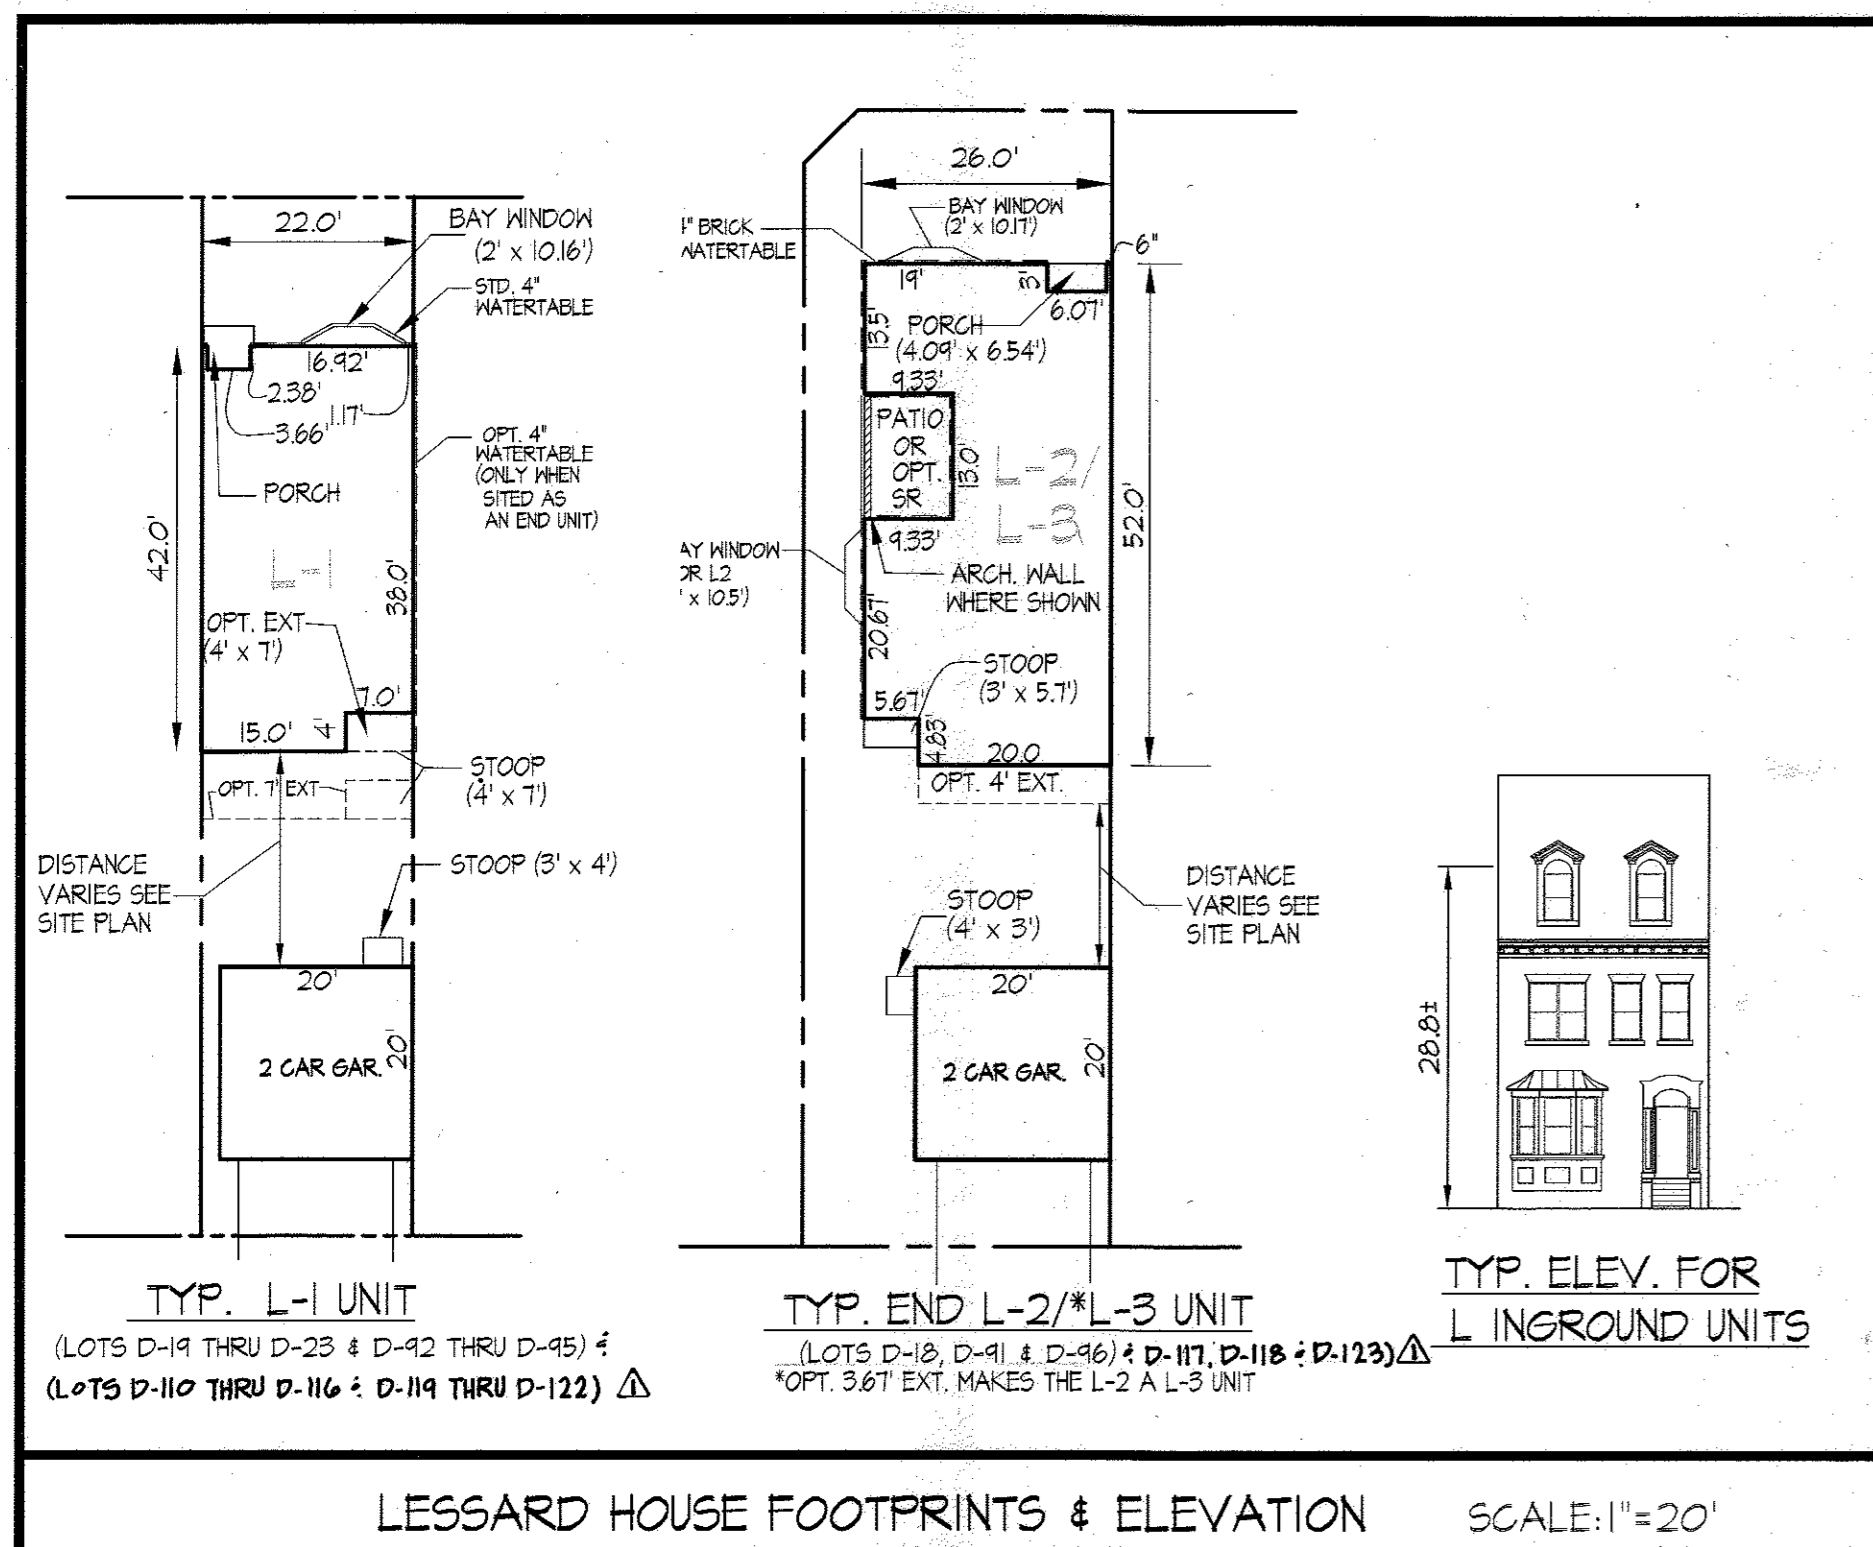 22.0'
BAY WINDOW
(2' x 10.16')
STD. 4"
WATERTABLE
16.92'
2.38'
1.17'
3.66'
PORCH
OPT. 4"
WATERTABLE
(ONLY WHEN
SITED AS
AN END UNIT)
42.0'
L-1
38.0'
OPT. EXT
(4' x 7')
7.0'
15.0'
4'
OPT. 7' EXT
STOOP
(4' x 7')
DISTANCE
VARIES SEE
SITE PLAN
STOOP (3' x 4')
20'
20'
2 CAR GAR.
TYP. L-1 UNIT
(LOTS D-19 THRU D-23 & D-92 THRU D-95) &
(LOTS D-110 THRU D-116 & D-119 THRU D-122) 1
26.0'
BAY WINDOW
(2' x 10.17')
1" BRICK
WATERTABLE
6"
19'
3'
6.07'
13.5'
PORCH
(4.09' x 6.54')
9.33'
PATIO
OR
OPT.
SR
13.0'
L-2/
L-3
52.0'
9.33'
AY WINDOW
OR L2
' x 10.5')
ARCH. WALL
WHERE SHOWN
20.67'
STOOP
(3' x 5.7')
5.67'
4.83'
20.0
OPT. 4' EXT.
DISTANCE
VARIES SEE
SITE PLAN
STOOP
(4' x 3')
20'
20'
2 CAR GAR.
TYP. END L-2/*L-3 UNIT
(LOTS D-18, D-91 & D-96) & D-117, D-118 & D-123) 1
*OPT. 3.67' EXT. MAKES THE L-2 A L-3 UNIT
28.8±
TYP. ELEV. FOR
L INGROUND UNITS
LESSARD HOUSE FOOTPRINTS & ELEVATION
SCALE: 1"=20'